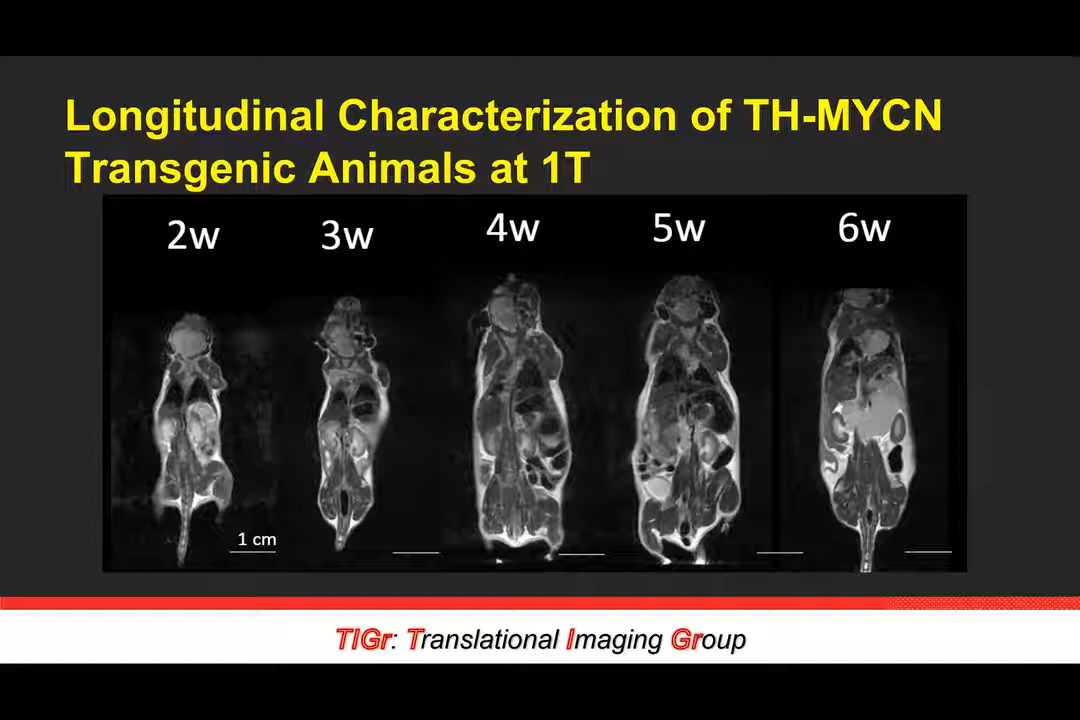 Longitudinal Characterization of TH-MYCN
Transgenic Animals at 1T
2w 3w 4w 5w 6w
1 cm
TIGr: Translational Imaging Group